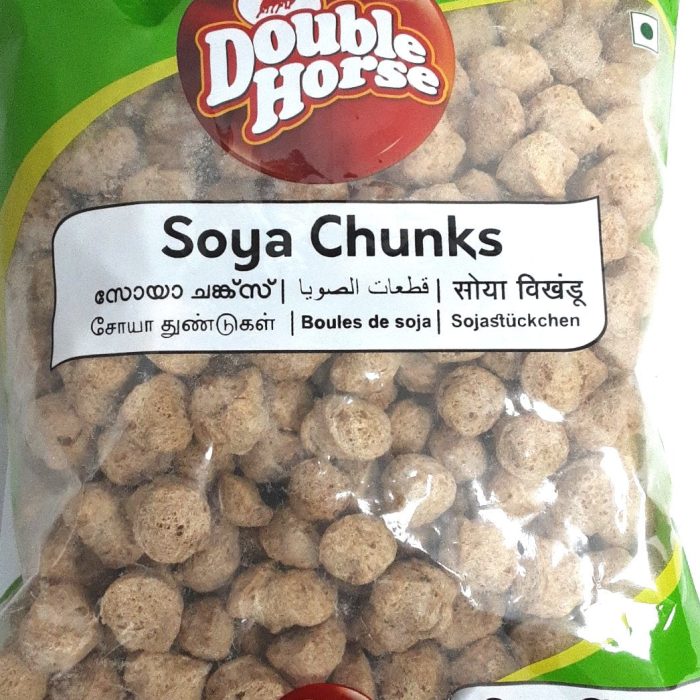 Double
Horse
Soya Chunks
സോയാ ചങ്ക്സ് | قطعات الصويا | सोया विखंडू
சோயா துண்டுகள் | Boules de soja | Sojastückchen